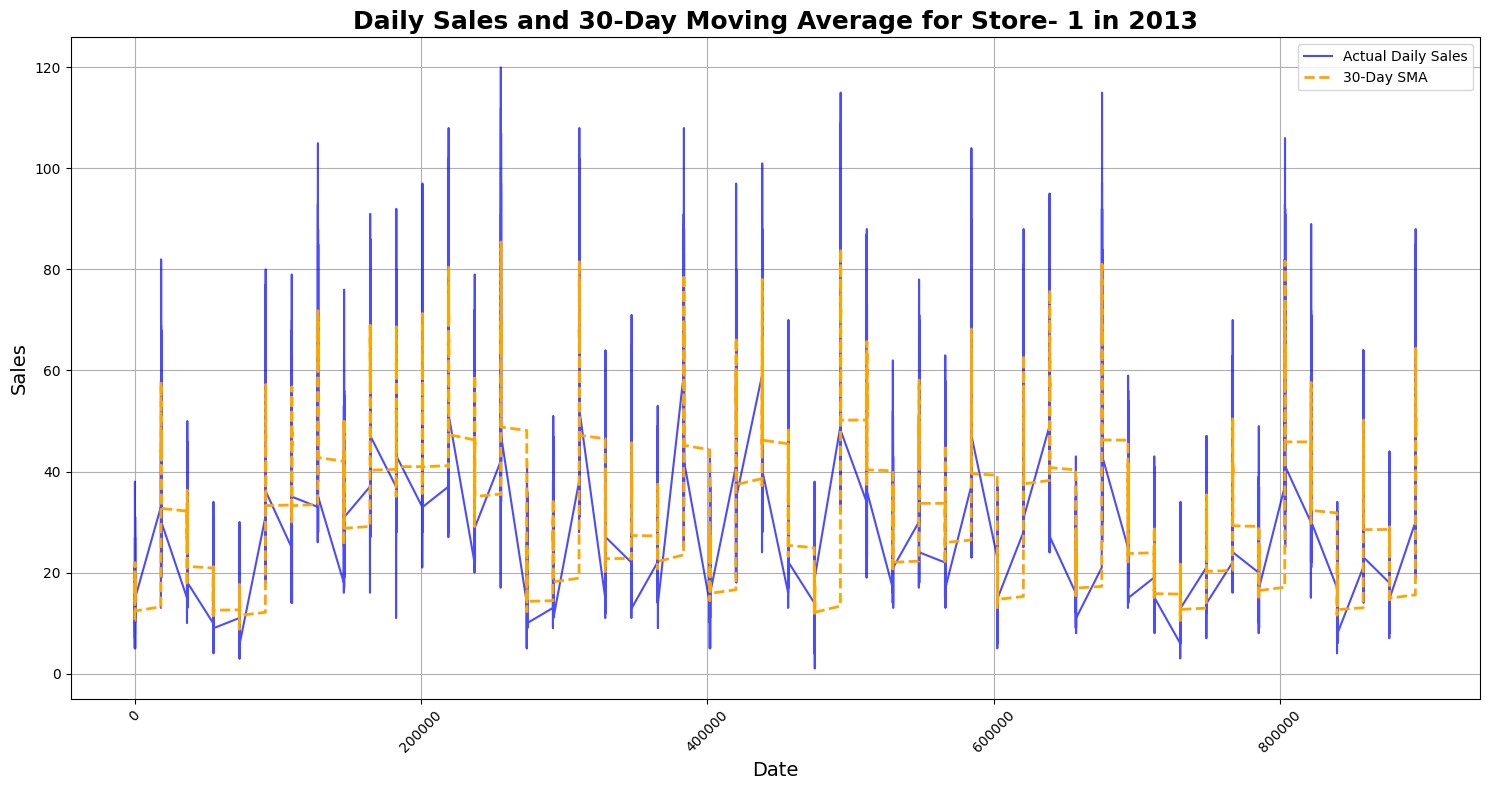 Daily Sales and 30-Day Moving Average for Store- 1 in 2013
Actual Daily Sales
30-Day SMA
120
100
80
60
40
20
0
Sales
0
200000
400000
600000
800000
Date